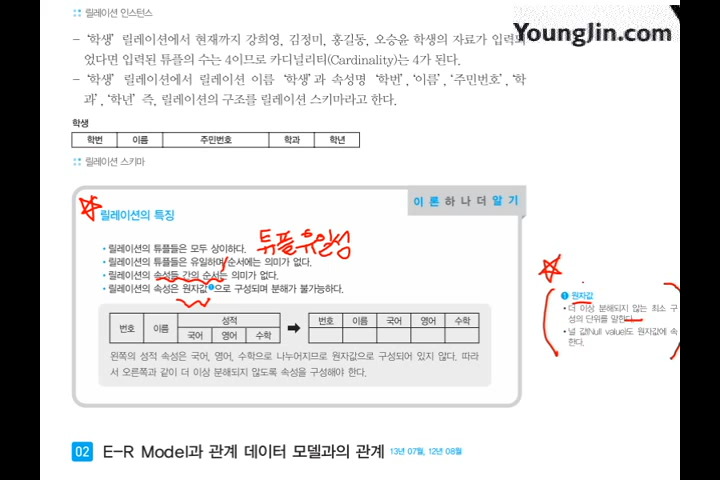 YoungJin.com
:: 릴레이션 인스턴스
- '학생' 릴레이션에서 현재까지 강희영, 김정미, 홍길동, 오승윤 학생의 자료가 입력되
었다면 입력된 튜플의 수는 4이므로 카디널리티(Cardinality)는 4가 된다.
- '학생' 릴레이션에서 릴레이션 이름 '학생'과 속성명 '학번', '이름', '주민번호', '학
과', '학년' 즉, 릴레이션의 구조를 릴레이션 스키마라고 한다.
학생
학번 이름 주민번호 학과 학년
:: 릴레이션 스키마
이론 하나 더 알기
릴레이션의 특징
• 릴레이션의 튜플들은 모두 상이하다.
튜플 유일성
• 릴레이션의 튜플들은 유일하며 순서에는 의미가 없다.
• 릴레이션의 속성들 간의 순서는 의미가 없다.
• 릴레이션의 속성은 원자값❶으로 구성되며 분해가 불가능하다.
번호 이름 성적
국어 영어 수학
번호 이름 국어 영어 수학
왼쪽의 성적 속성은 국어, 영어, 수학으로 나누어지므로 원자값으로 구성되어 있지 않다. 따라
서 오른쪽과 같이 더 이상 분해되지 않도록 속성을 구성해야 한다.
❶ 원자값
• 더 이상 분해되지 않는 최소 구
성의 단위를 말한다.
• 널 값(Null value)도 원자값에 속
한다.
02 E-R Model과 관계 데이터 모델과의 관계 13년 07월, 12년 08월